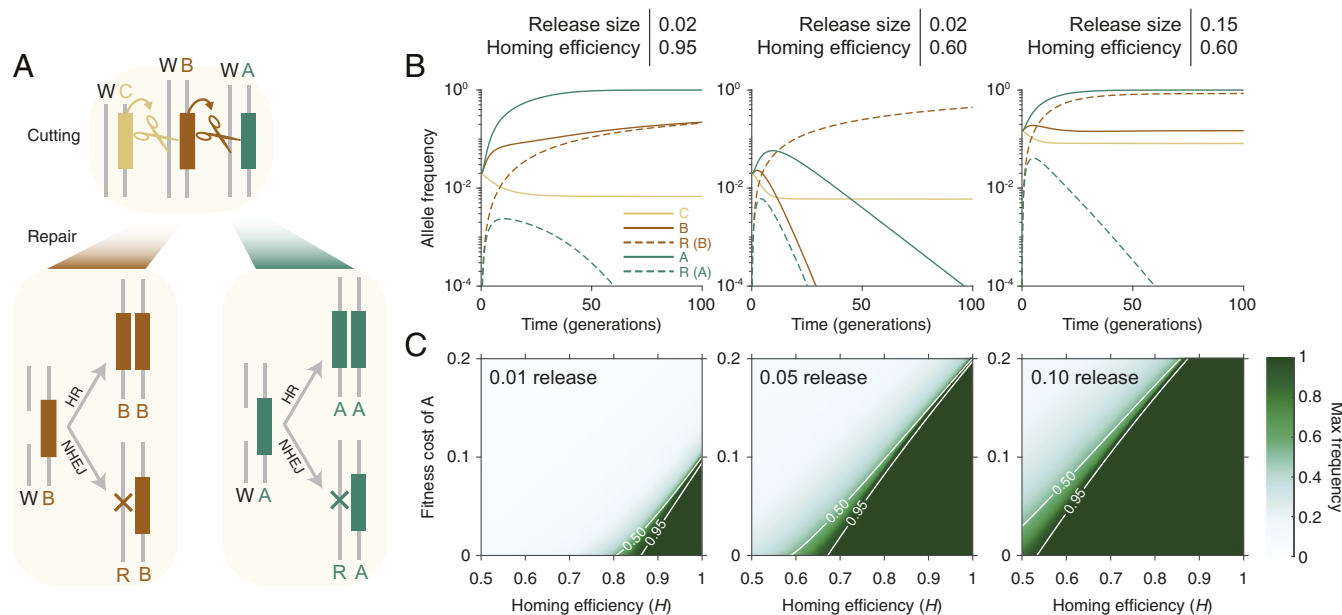 A
W C
W B
W A
Cutting
Repair
HR
NHEJ
W B
B B
R B
HR
NHEJ
W A
A A
R A
B
Release size 0.02
Homing efficiency 0.95
Release size 0.02
Homing efficiency 0.60
Release size 0.15
Homing efficiency 0.60
Allele frequency
10⁰
10⁻²
10⁻⁴
0 50 100
Time (generations)
C
B
R (B)
A
R (A)
10⁰
10⁻²
10⁻⁴
0 50 100
Time (generations)
10⁰
10⁻²
10⁻⁴
0 50 100
Time (generations)
C
Fitness cost of A
0.2
0.1
0
0.01 release
0.50
0.95
0.5 0.6 0.7 0.8 0.9 1
Homing efficiency (H)
0.2
0.1
0
0.05 release
0.50
0.95
0.5 0.6 0.7 0.8 0.9 1
Homing efficiency (H)
0.2
0.1
0
0.10 release
0.50
0.95
0.5 0.6 0.7 0.8 0.9 1
Homing efficiency (H)
1
0.8
0.6
0.4
0.2
0
Max frequency